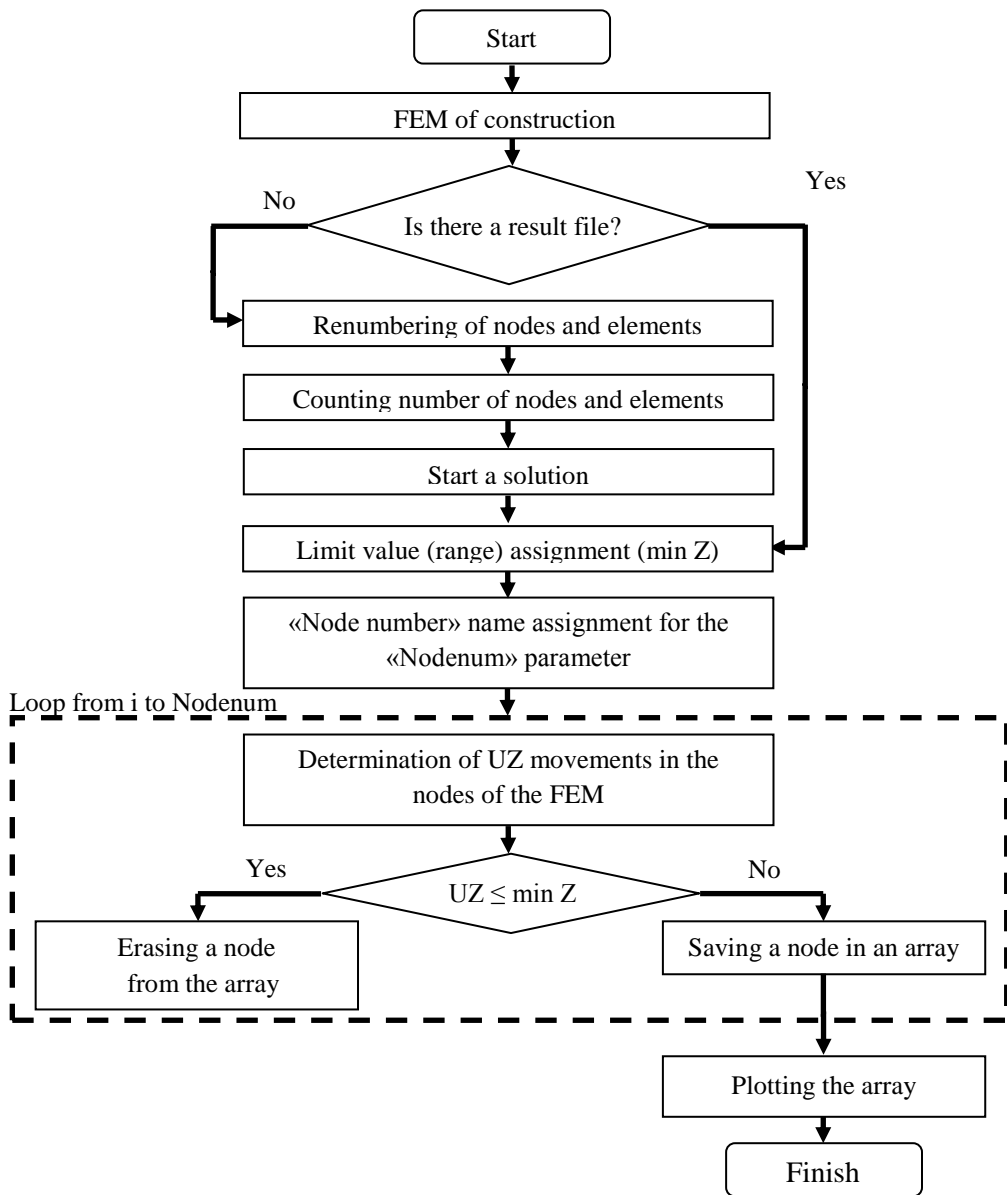 Start
FEM of construction
Yes
No
Is there a result file?
Renumbering of nodes and elements
Counting number of nodes and elements
Start a solution
Limit value (range) assignment (min Z)
«Node number» name assignment for the
«Nodenum» parameter
Loop from i to Nodenum
Determination of UZ movements in the
nodes of the FEM
Yes
No
UZ ≤ min Z
Erasing a node
from the array
Saving a node in an array
Plotting the array
Finish